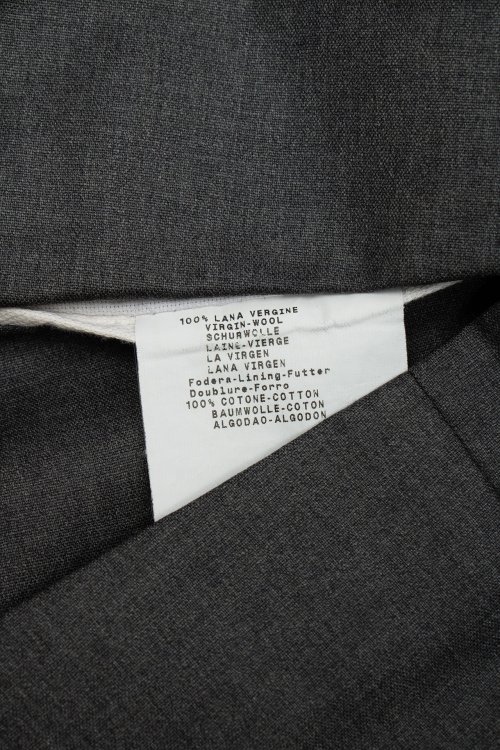 100% LANA VERGINE
VIRGIN-WOOL
SCHURWOLLE
LAINE-VIERGE
LA VIRGEN
LANA VIRGEN
Fodera-Lining-Futter
Doublure-Forro
100% COTONE-COTTON
BAUMWOLLE-COTON
ALGODAO-ALGODON